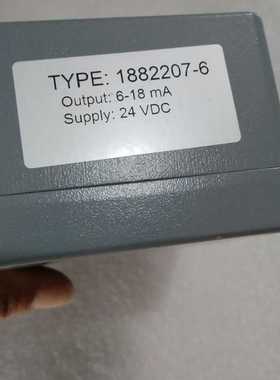 TYPE: 1882207-6
Output: 6-18 mA
Supply: 24 VDC